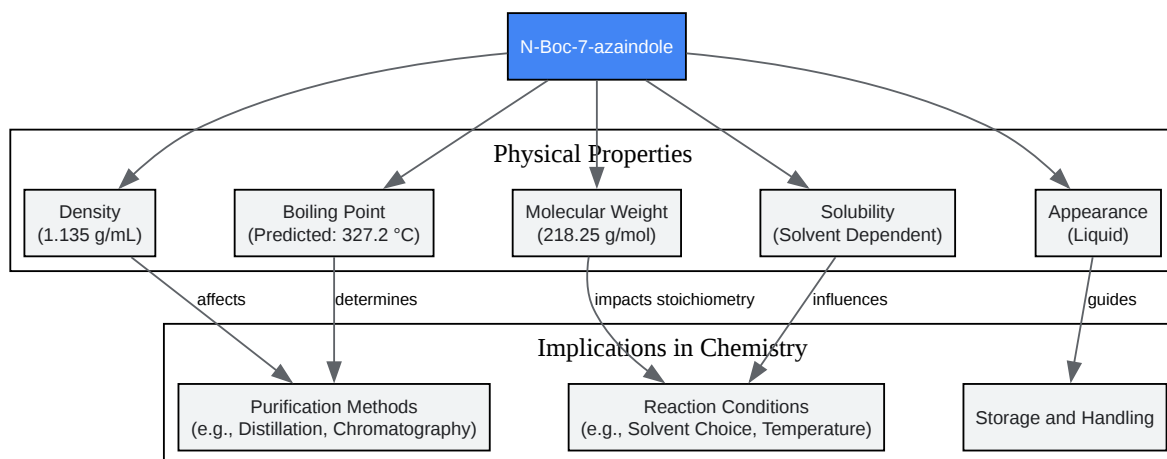 N-Boc-7-azaindole
Physical Properties
Density
(1.135 g/mL)
Boiling Point
(Predicted: 327.2 °C)
Molecular Weight
(218.25 g/mol)
Solubility
(Solvent Dependent)
Appearance
(Liquid)
affects
determines
impacts stoichiometry
influences
guides
Implications in Chemistry
Purification Methods
(e.g., Distillation, Chromatography)
Reaction Conditions
(e.g., Solvent Choice, Temperature)
Storage and Handling